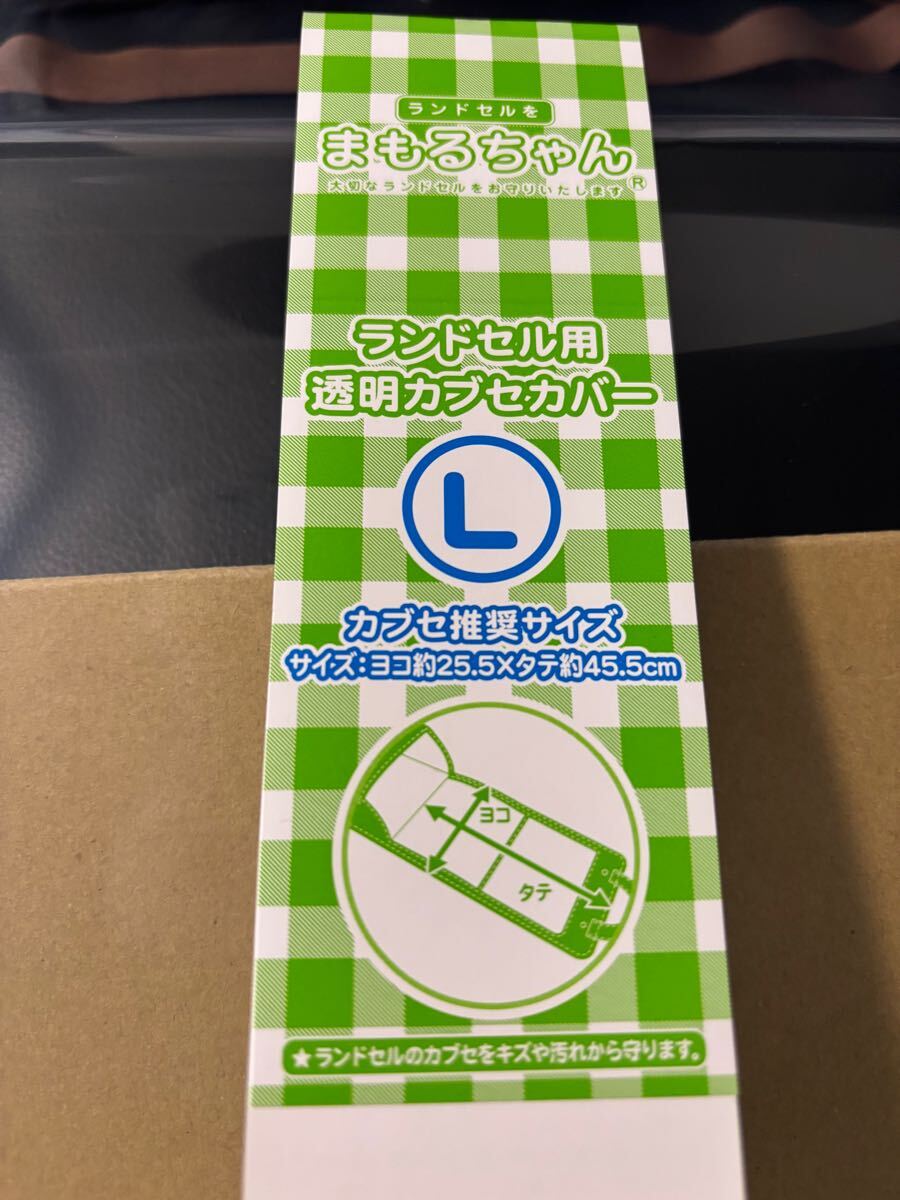 ランドセルを
まもるちゃん®
大切なランドセルをお守りいたします
ランドセル用
透明カブセカバー
L
カブセ推奨サイズ
サイズ：ヨコ約25.5×タテ約45.5cm
ヨコ
タテ
★ランドセルのカブセをキズや汚れから守ります。